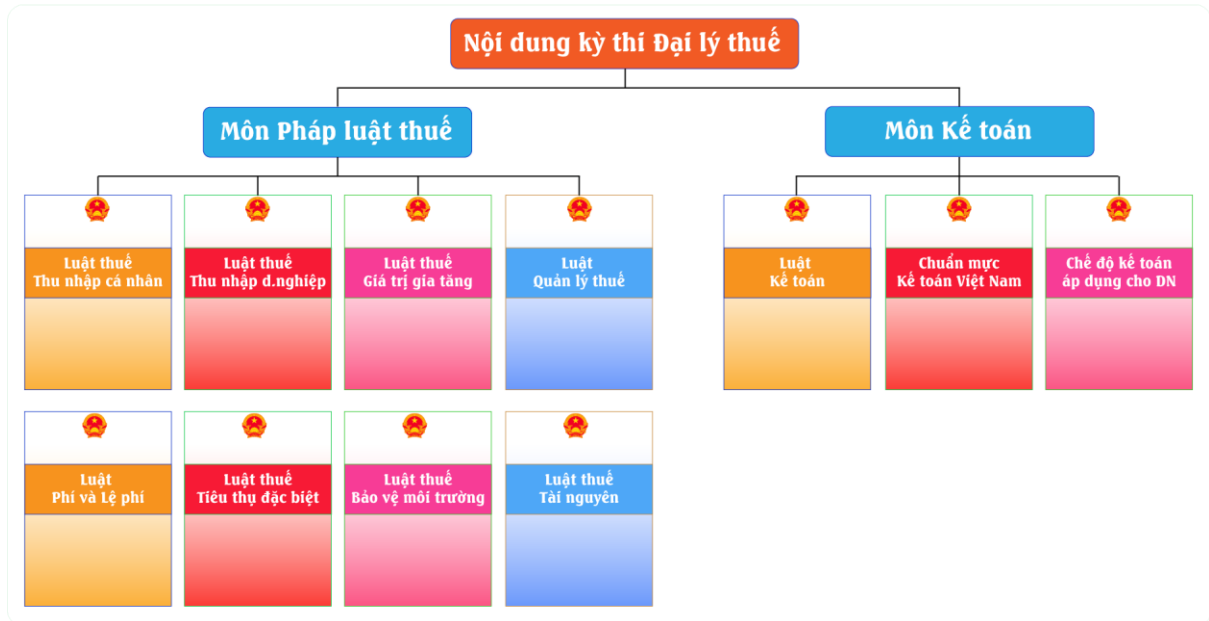 Nội dung kỳ thi Đại lý thuế
Môn Pháp luật thuế
Môn Kế toán
Luật thuế
Thu nhập cá nhân
Luật thuế
Thu nhập d.nghiệp
Luật thuế
Giá trị gia tăng
Luật
Quản lý thuế
Luật
Kế toán
Chuẩn mực
Kế toán Việt Nam
Chế độ kế toán
áp dụng cho DN
Luật
Phí và Lệ phí
Luật thuế
Tiêu thụ đặc biệt
Luật thuế
Bảo vệ môi trường
Luật thuế
Tài nguyên